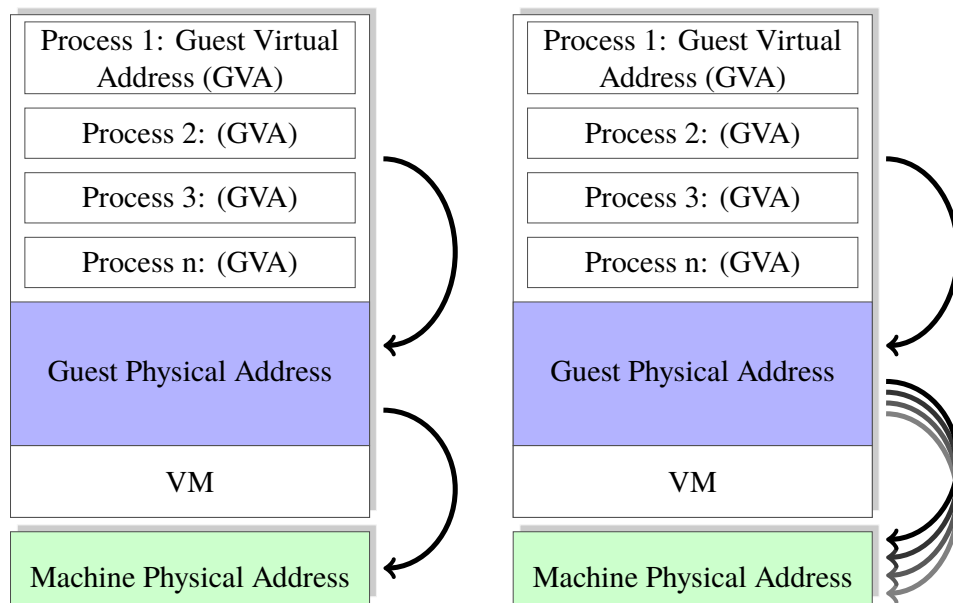 Process 1: Guest Virtual
Address (GVA)
Process 2: (GVA)
Process 3: (GVA)
Process n: (GVA)
Guest Physical Address
VM
Machine Physical Address
Process 1: Guest Virtual
Address (GVA)
Process 2: (GVA)
Process 3: (GVA)
Process n: (GVA)
Guest Physical Address
VM
Machine Physical Address